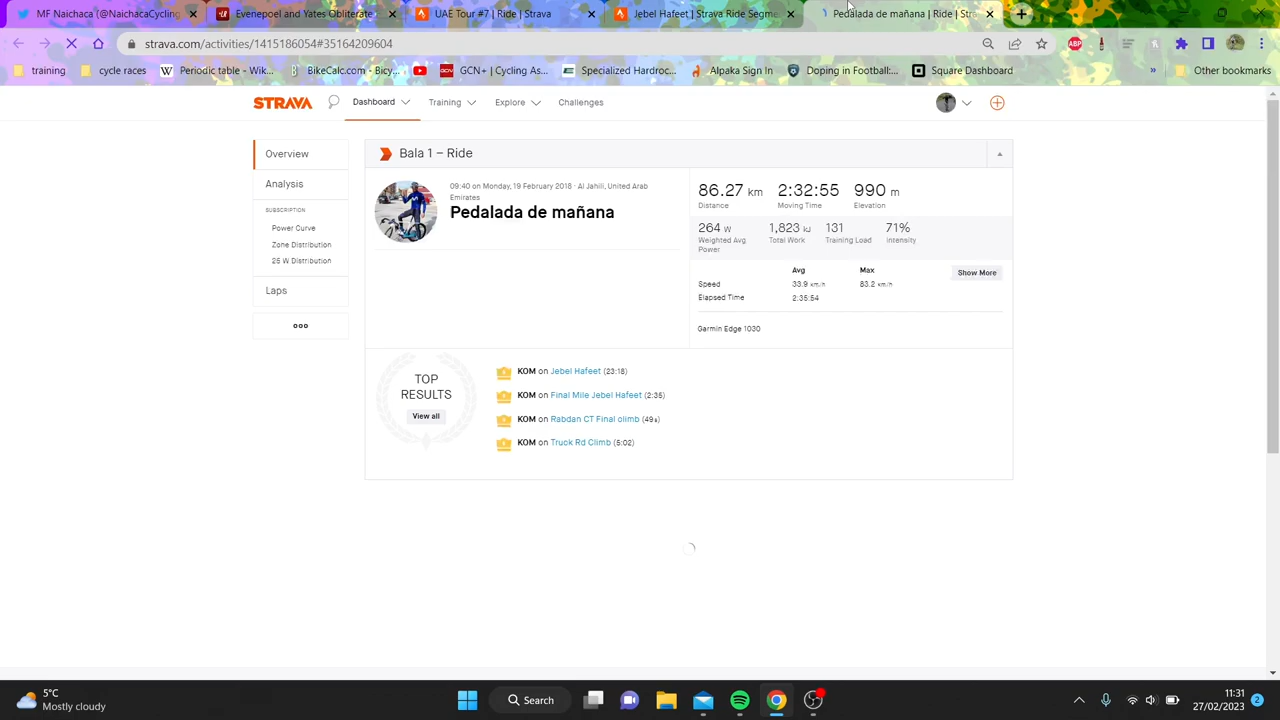 MF Naichaca (@NaichacaCycling
Evenepoel and Yates Obliterate
UAE Tour #7 | Ride | Strava
Jebel Hafeet | Strava Ride Segme
Pedalada de mañana | Ride | Stra
strava.com/activities/1415186054#35164209604
training
cycle races
Periodic table - Wik...
BikeCalc.com - Bicy...
GCN+ | Cycling As...
Specialized Hardroc...
Alpaka Sign In
Doping in Football:...
Square Dashboard
»
Other bookmarks
STRAVA
Dashboard
Training
Explore
Challenges
Overview
Analysis
SUBSCRIPTION
Power Curve
Zone Distribution
25 W Distribution
Laps
Bala 1 – Ride
09:40 on Monday, 19 February 2018 · Al Jahili, United Arab
Emirates
Pedalada de mañana
86.27 km
Distance
2:32:55
Moving Time
990 m
Elevation
264 W
Weighted Avg
Power
1,823 kJ
Total Work
131
Training Load
71%
Intensity
Avg
Max
Show More
Speed
33.9 km/h
83.2 km/h
Elapsed Time
2:35:54
Garmin Edge 1030
TOP
RESULTS
View all
KOM on Jebel Hafeet (23:18)
KOM on Final Mile Jebel Hafeet (2:35)
KOM on Rabdan CT Final climb (49s)
KOM on Truck Rd Climb (5:02)
5°C
Mostly cloudy
Search
11:31
27/02/2023
2